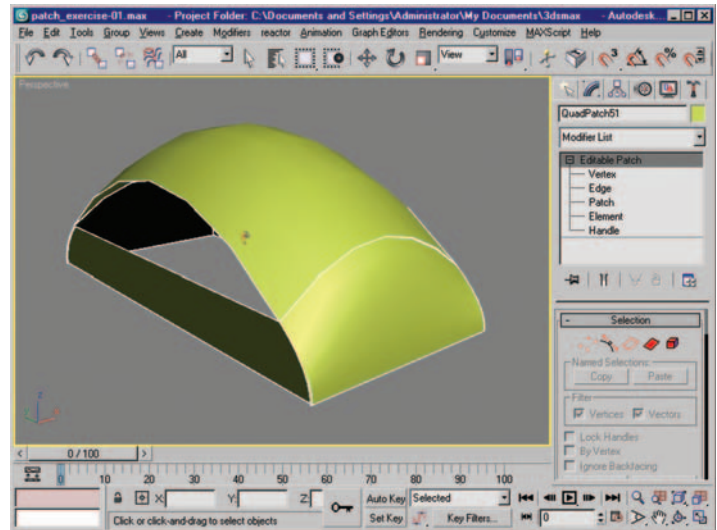 patch_exercise-01.max - Project Folder: C:\Documents and Settings\Administrator\My Documents\3dsmax - Autodesk...
File Edit Tools Group Views Create Modifiers reactor Animation Graph Editors Rendering Customize MAXScript Help
All
View
Perspective
QuadPatch51
Modifier List
Editable Patch
Vertex
Edge
Patch
Element
Handle
Selection
Named Selections:
Copy Paste
Filter
Vertices Vectors
Lock Handles
By Vertex
Ignore Backfacing
z
0 / 100
0 10 20 30 40 50 60 70 80 90 100
X: Y: Z:
Auto Key Selected
Click or click-and-drag to select objects
Set Key Key Filters...
0